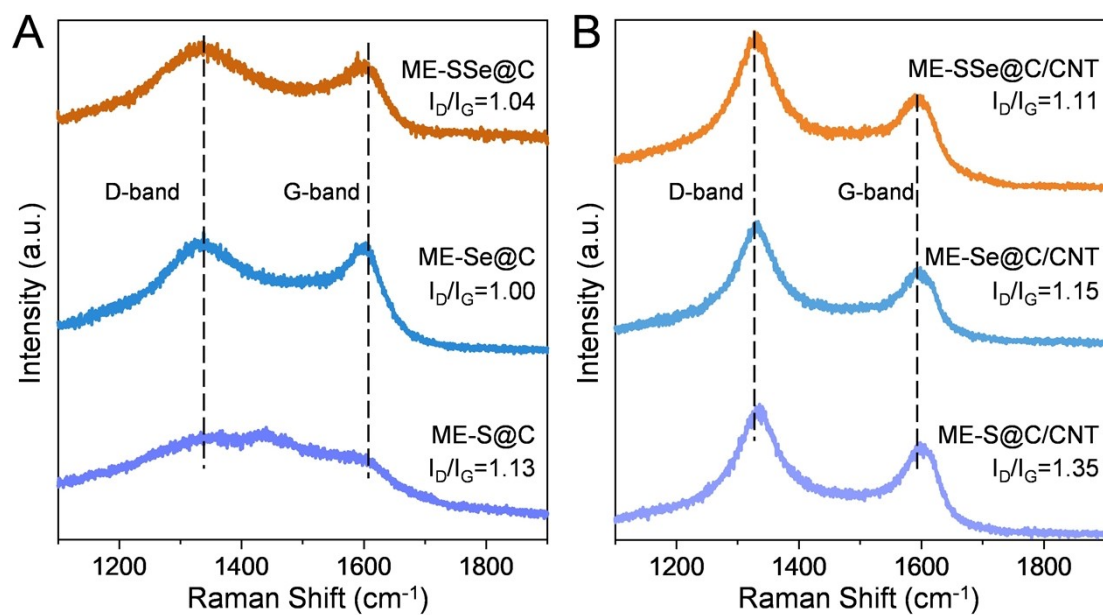 A
ME-SSe@C
I_D/I_G=1.04
D-band
G-band
ME-Se@C
I_D/I_G=1.00
ME-S@C
I_D/I_G=1.13
Intensity (a.u.)
1200 1400 1600 1800
Raman Shift (cm⁻¹)
B
ME-SSe@C/CNT
I_D/I_G=1.11
D-band
G-band
ME-Se@C/CNT
I_D/I_G=1.15
ME-S@C/CNT
I_D/I_G=1.35
Intensity (a.u.)
1200 1400 1600 1800
Raman Shift (cm⁻¹)